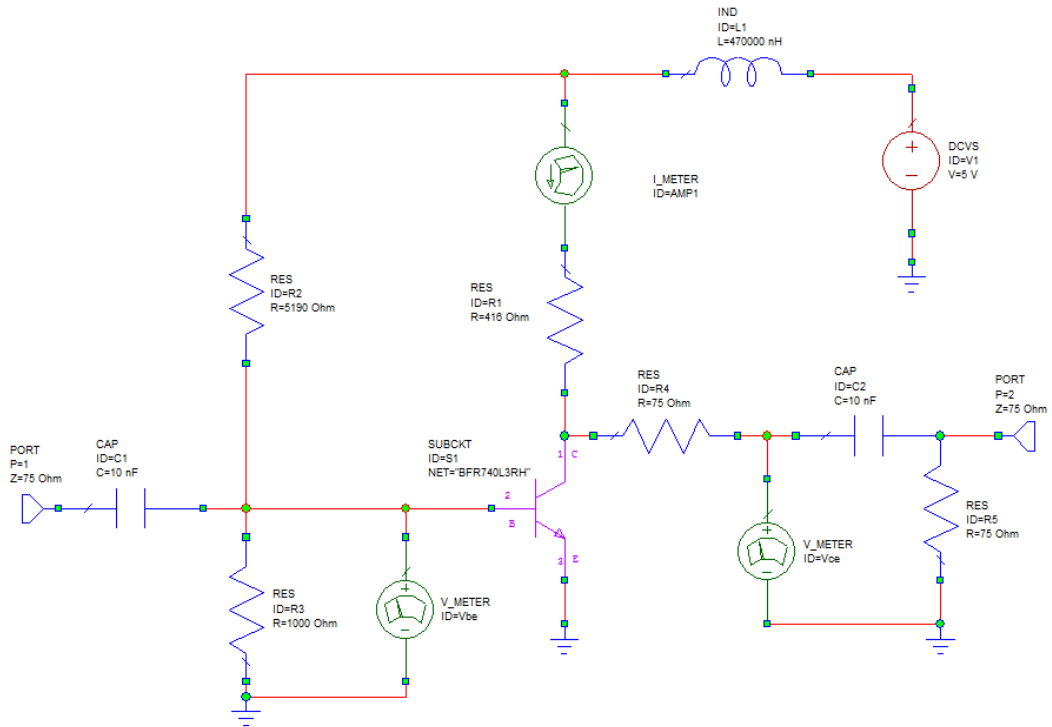 IND
ID=L1
L=470000 nH
DCVS
ID=V1
V=5 V
I_METER
ID=AMP1
RES
ID=R2
R=5190 Ohm
RES
ID=R1
R=416 Ohm
RES
ID=R4
R=75 Ohm
CAP
ID=C2
C=10 nF
PORT
P=2
Z=75 Ohm
PORT
P=1
Z=75 Ohm
CAP
ID=C1
C=10 nF
SUBCKT
ID=S1
NET="BFR740L3RH"
1 C
2
B
3 E
RES
ID=R3
R=1000 Ohm
V_METER
ID=Vbe
V_METER
ID=Vce
RES
ID=R5
R=75 Ohm